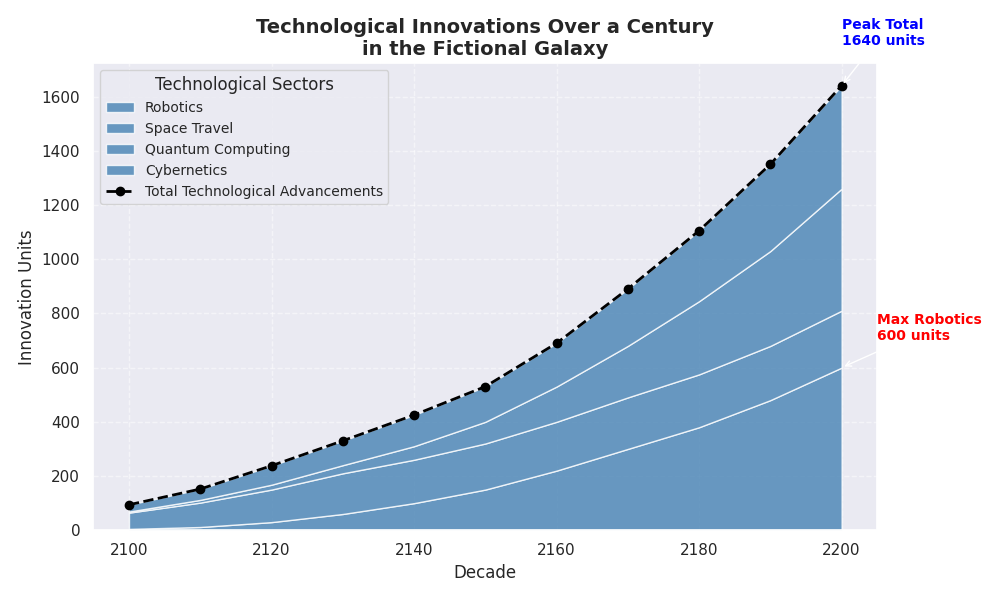 Technological Innovations Over a Century
in the Fictional Galaxy
Peak Total
1640 units
Technological Sectors
Robotics
Space Travel
Quantum Computing
Cybernetics
Total Technological Advancements
Max Robotics
600 units
Innovation Units
1600
1400
1200
1000
800
600
400
200
0
2100
2120
2140
2160
2180
2200
Decade